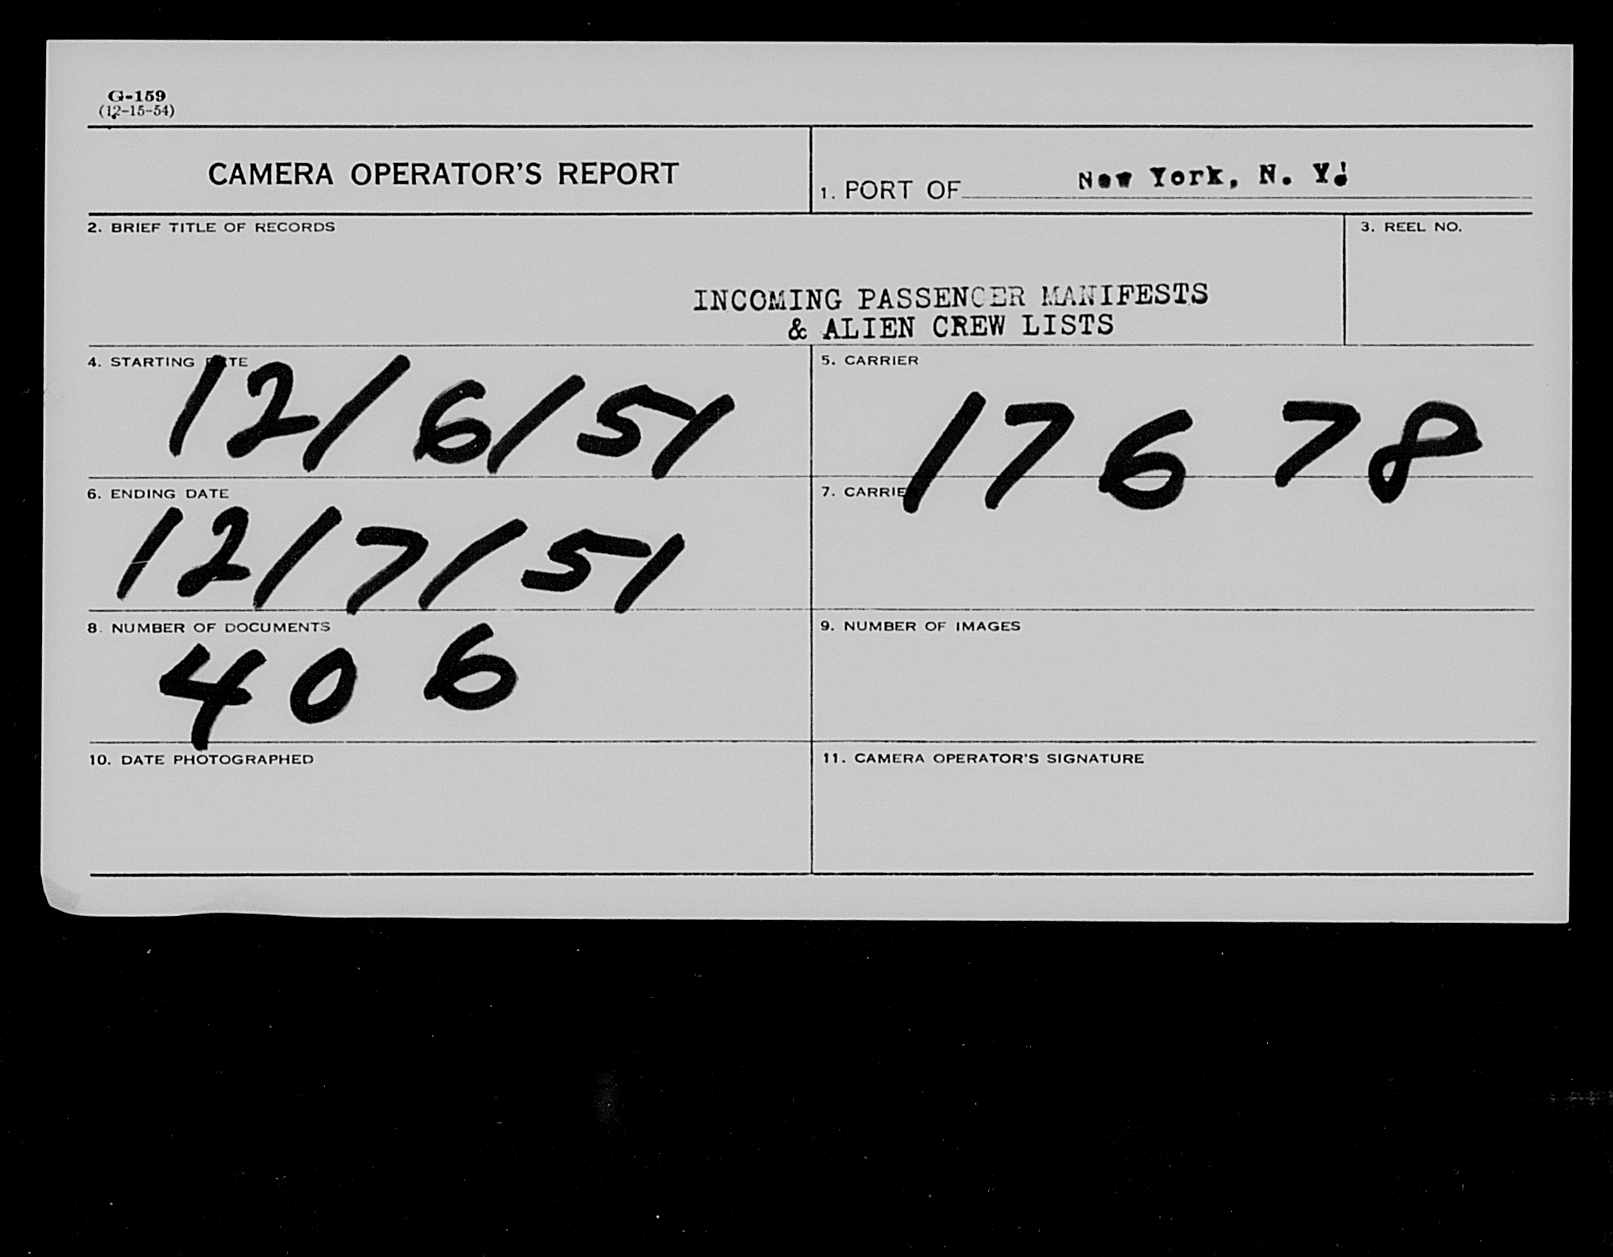 G-159
(12-15-54)
CAMERA OPERATOR'S REPORT
1. PORT OF New York, N. Y.
2. BRIEF TITLE OF RECORDS
3. REEL NO.
INCOMING PASSENGER MANIFESTS
& ALIEN CREW LISTS
4. STARTING DATE
12/6/51
5. CARRIER
17678
6. ENDING DATE
12/7/51
7. CARRIER
8. NUMBER OF DOCUMENTS
406
9. NUMBER OF IMAGES
10. DATE PHOTOGRAPHED
11. CAMERA OPERATOR'S SIGNATURE